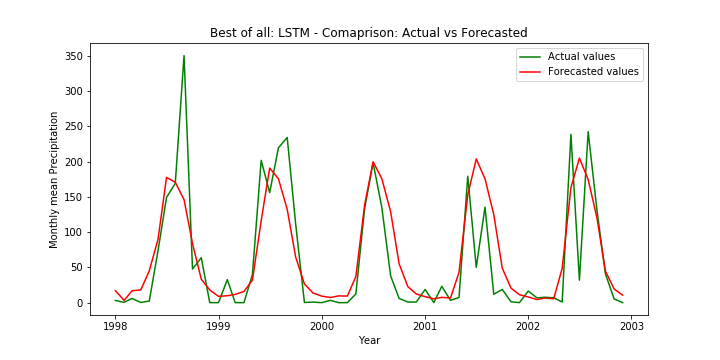 Best of all: LSTM - Comaprison: Actual vs Forecasted
Actual values
Forecasted values
Monthly mean Precipitation
350
300
250
200
150
100
50
0
1998
1999
2000
2001
2002
2003
Year